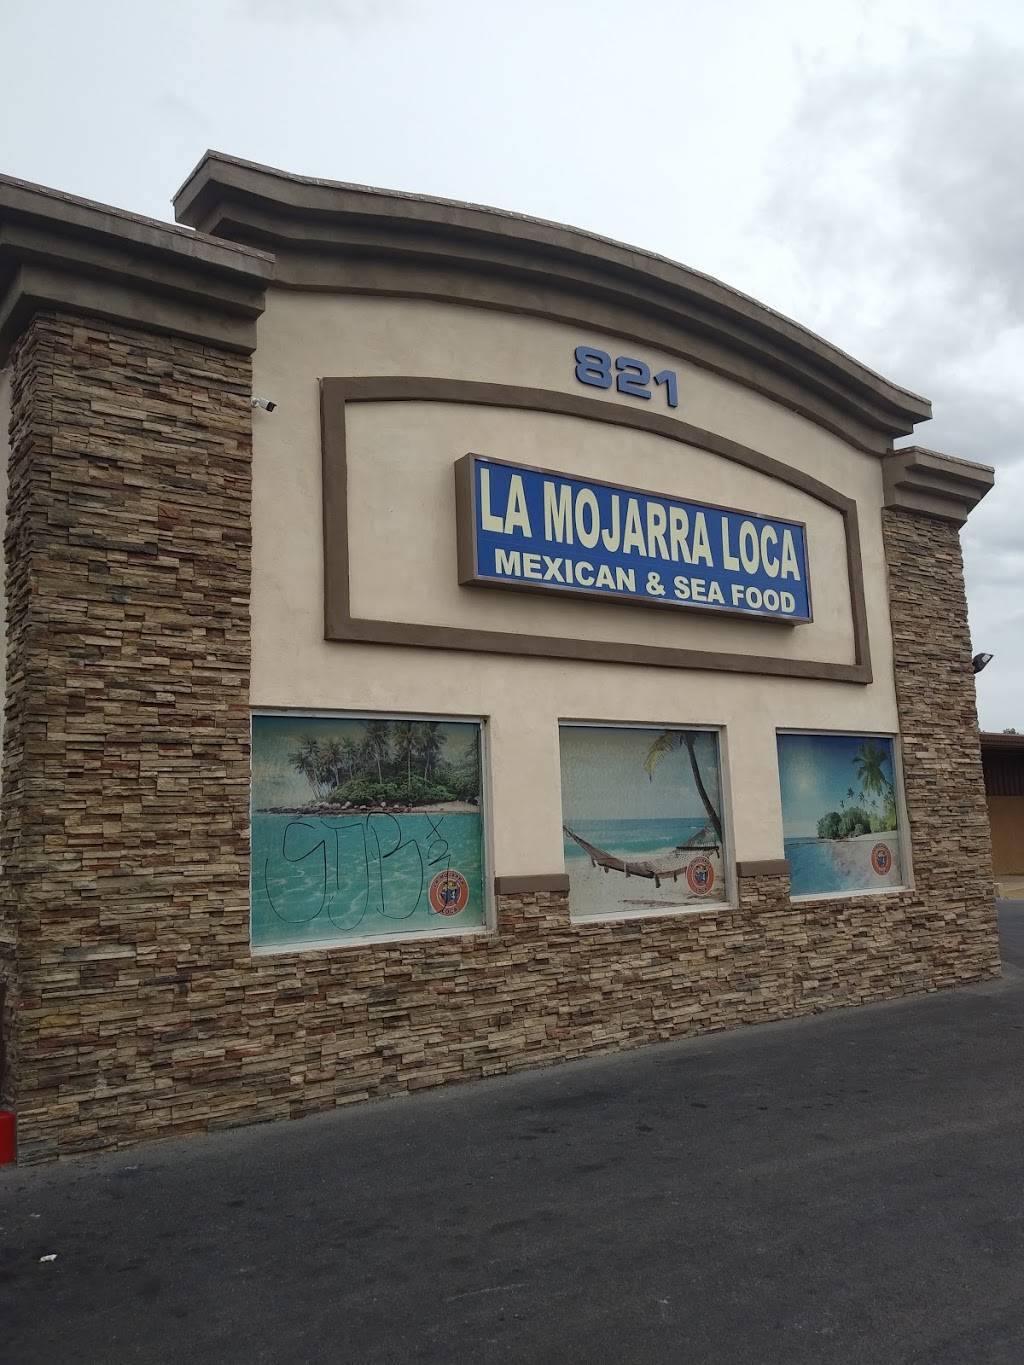 821
LA MOJARRA LOCA
MEXICAN & SEA FOOD